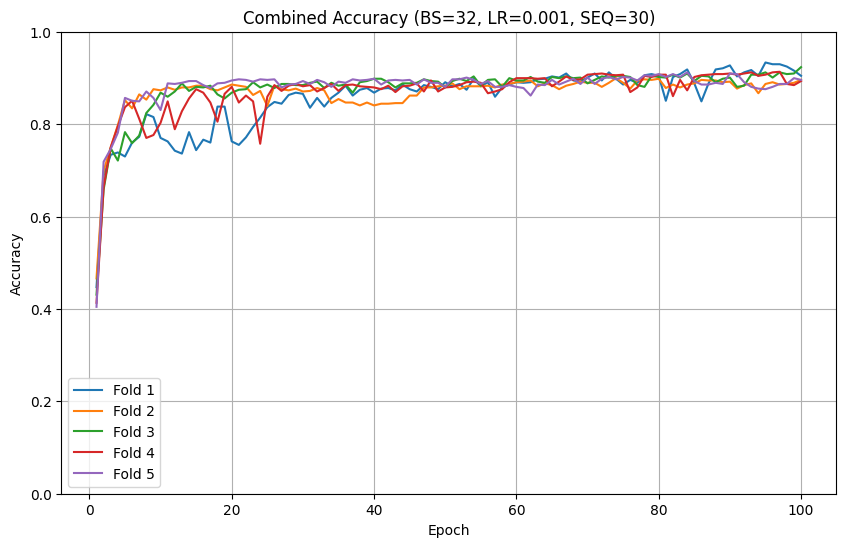 Combined Accuracy (BS=32, LR=0.001, SEQ=30)
Accuracy
1.0
0.8
0.6
0.4
0.2
0.0
Fold 1
Fold 2
Fold 3
Fold 4
Fold 5
0 20 40 60 80 100
Epoch